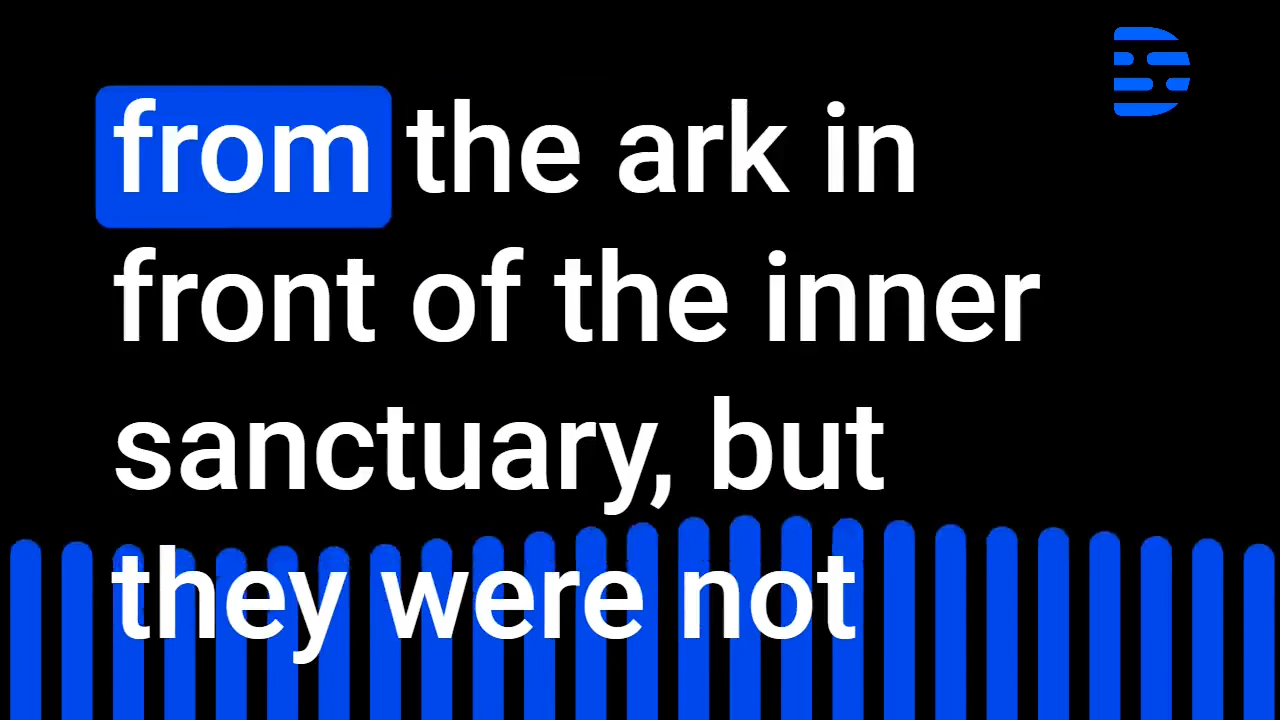 from the ark in
front of the inner
sanctuary, but
they were not